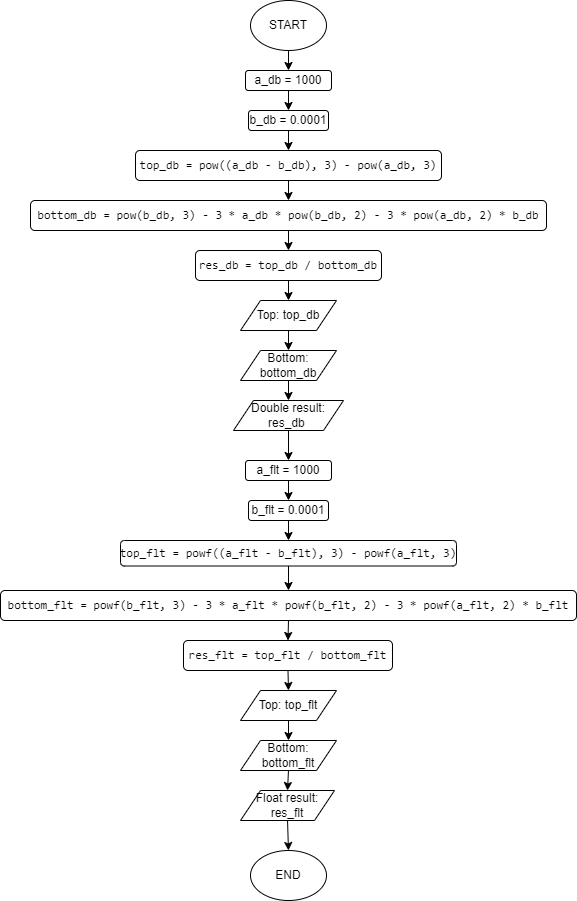 START
a_db = 1000
b_db = 0.0001
top_db = pow((a_db - b_db), 3) - pow(a_db, 3)
bottom_db = pow(b_db, 3) - 3 * a_db * pow(b_db, 2) - 3 * pow(a_db, 2) * b_db
res_db = top_db / bottom_db
Top: top_db
Bottom:
bottom_db
Double result:
res_db
a_flt = 1000
b_flt = 0.0001
top_flt = powf((a_flt - b_flt), 3) - powf(a_flt, 3)
bottom_flt = powf(b_flt, 3) - 3 * a_flt * powf(b_flt, 2) - 3 * powf(a_flt, 2) * b_flt
res_flt = top_flt / bottom_flt
Top: top_flt
Bottom:
bottom_flt
Float result:
res_flt
END